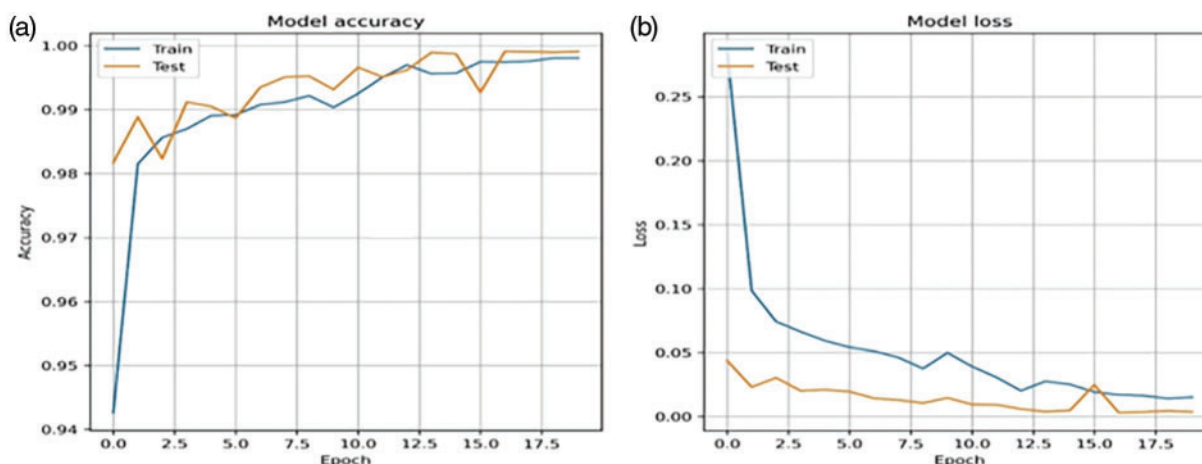 (a)
Model accuracy
Train
Test
1.00
0.99
0.98
0.97
0.96
0.95
0.94
Accuracy
0.0 2.5 5.0 7.5 10.0 12.5 15.0 17.5
Epoch
(b)
Model loss
Train
Test
0.25
0.20
0.15
0.10
0.05
0.00
Loss
0.0 2.5 5.0 7.5 10.0 12.5 15.0 17.5
Epoch